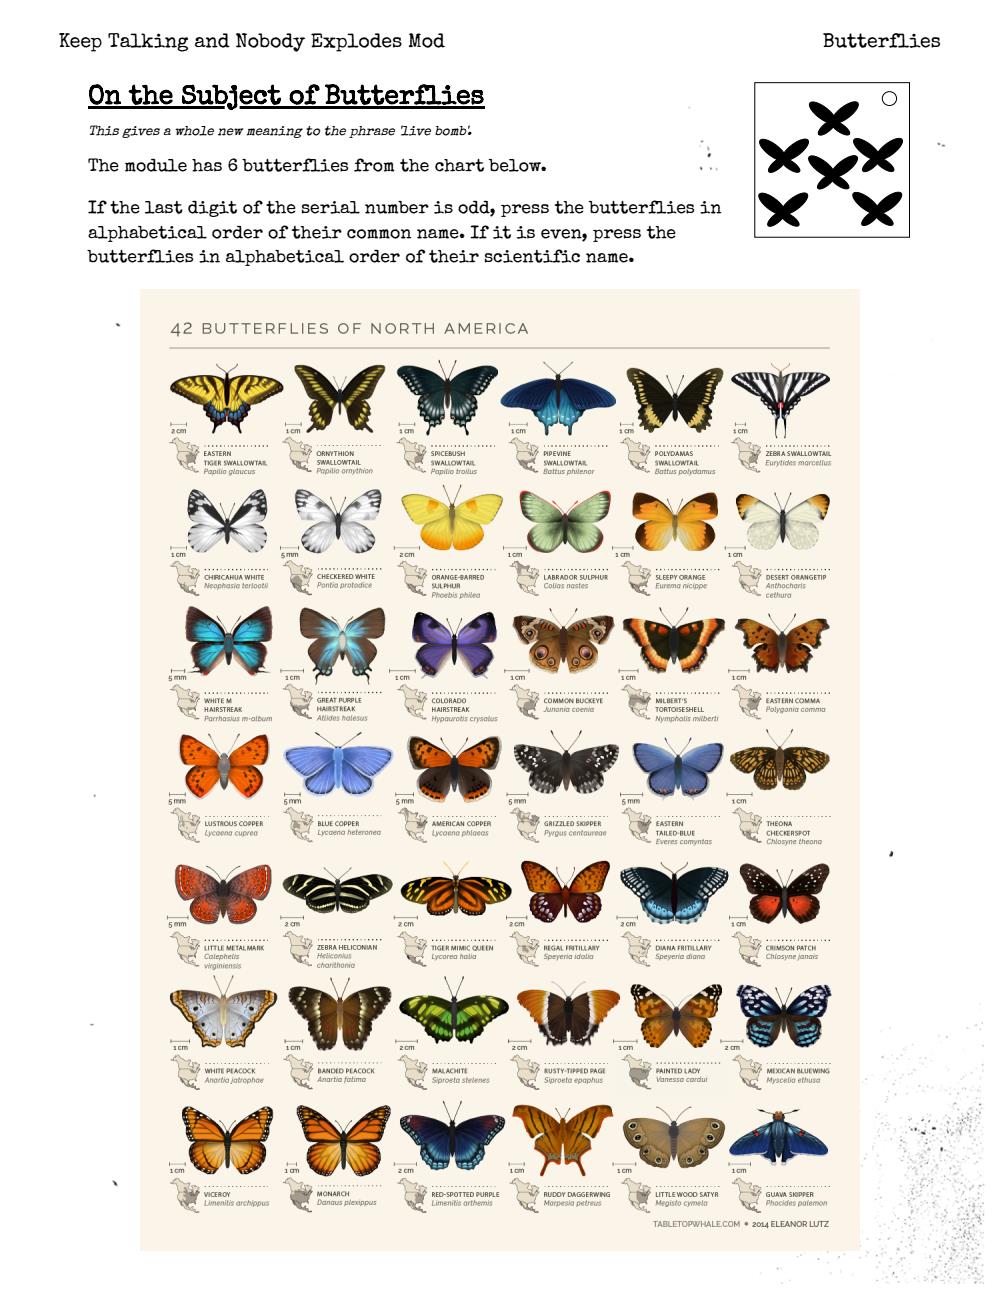 Keep Talking and Nobody Explodes Mod
Butterflies
On the Subject of Butterflies
This gives a whole new meaning to the phrase 'live bomb'.
The module has 6 butterflies from the chart below.
If the last digit of the serial number is odd, press the butterflies in
alphabetical order of their common name. If it is even, press the
butterflies in alphabetical order of their scientific name.
42 BUTTERFLIES OF NORTH AMERICA
2 cm
EASTERN
TIGER SWALLOWTAIL
Papilio glaucus
1 cm
ORNYTHION
SWALLOWTAIL
Papilio ornythion
1 cm
SPICEBUSH
SWALLOWTAIL
Papilio troilus
1 cm
PIPEVINE
SWALLOWTAIL
Battus philenor
1 cm
POLYDAMAS
SWALLOWTAIL
Battus polydamus
1 cm
ZEBRA SWALLOWTAIL
Eurytides marcellus
1 cm
CHIRICAHUA WHITE
Neophasia terlootii
5 mm
CHECKERED WHITE
Pontia protodice
2 cm
ORANGE-BARRED
SULPHUR
Phoebis philea
1 cm
LABRADOR SULPHUR
Colias nastes
1 cm
SLEEPY ORANGE
Eurema nicippe
1 cm
DESERT ORANGETIP
Anthocharis
cethura
5 mm
WHITE M
HAIRSTREAK
Parrhasius m-album
1 cm
GREAT PURPLE
HAIRSTREAK
Atlides halesus
1 cm
COLORADO
HAIRSTREAK
Hypaurotis crysalus
1 cm
COMMON BUCKEYE
Junonia coenia
1 cm
MILBERT'S
TORTOISESHELL
Nymphalis milberti
1 cm
EASTERN COMMA
Polygonia comma
5 mm
LUSTROUS COPPER
Lycaena cuprea
5 mm
BLUE COPPER
Lycaena heteronea
5 mm
AMERICAN COPPER
Lycaena phlaeas
5 mm
GRIZZLED SKIPPER
Pyrgus centaureae
5 mm
EASTERN
TAILED-BLUE
Everes comyntas
1 cm
THEONA
CHECKERSPOT
Chlosyne theona
5 mm
LITTLE METALMARK
Calephelis
virginiensis
2 cm
ZEBRA HELICONIAN
Heliconius
charithonia
2 cm
TIGER MIMIC QUEEN
Lycorea halia
2 cm
REGAL FRITILLARY
Speyeria idalia
2 cm
DIANA FRITILLARY
Speyeria diana
1 cm
CRIMSON PATCH
Chlosyne janais
1 cm
WHITE PEACOCK
Anartia jatrophae
1 cm
BANDED PEACOCK
Anartia fatima
2 cm
MALACHITE
Siproeta stelenes
2 cm
RUSTY-TIPPED PAGE
Siproeta epaphus
1 cm
PAINTED LADY
Vanessa cardui
2 cm
MEXICAN BLUEWING
Myscelia ethusa
1 cm
VICEROY
Limenitis archippus
1 cm
MONARCH
Danaus plexippus
2 cm
RED-SPOTTED PURPLE
Limenitis arthemis
1 cm
RUDDY DAGGERWING
Marpesia petreus
1 cm
LITTLE WOOD SATYR
Megisto cymela
1 cm
GUAVA SKIPPER
Phocides palemon
TABLETOPWHALE.COM • 2014 ELEANOR LUTZ